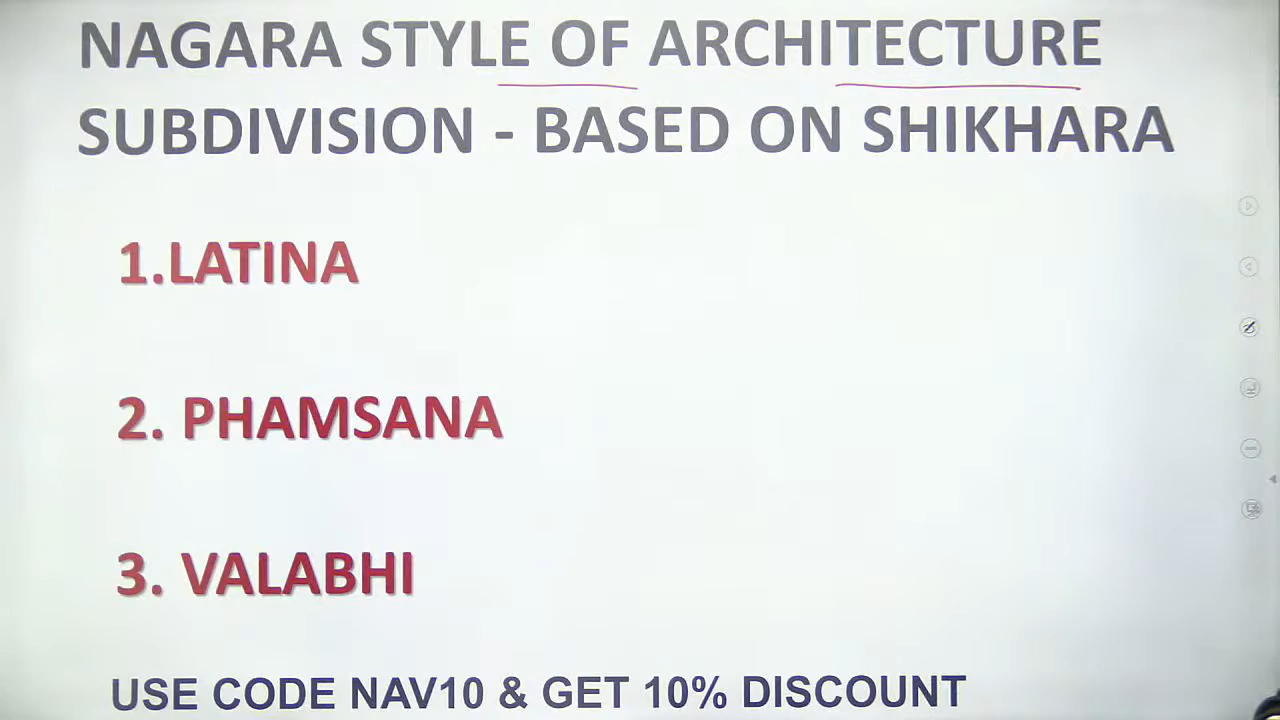 NAGARA STYLE OF ARCHITECTURE
SUBDIVISION - BASED ON SHIKHARA
1.LATINA
2. PHAMSANA
3. VALABHI
USE CODE NAV10 & GET 10% DISCOUNT